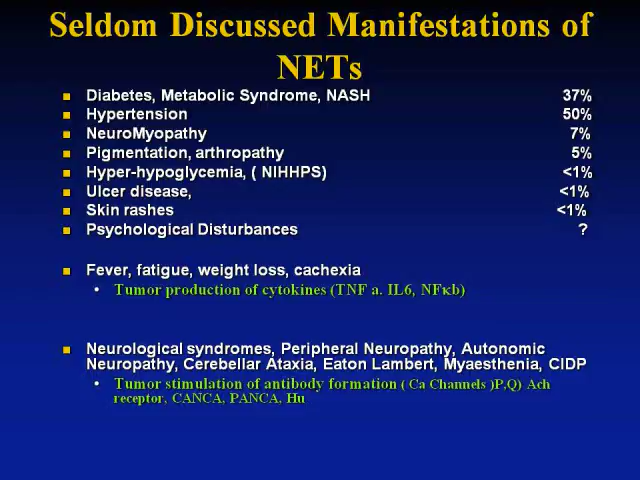 Seldom Discussed Manifestations of
NETs
Diabetes, Metabolic Syndrome, NASH 37%
Hypertension 50%
NeuroMyopathy 7%
Pigmentation, arthropathy 5%
Hyper-hypoglycemia, ( NIHHPS) <1%
Ulcer disease, <1%
Skin rashes <1%
Psychological Disturbances ?
Fever, fatigue, weight loss, cachexia
• Tumor production of cytokines (TNF a. IL6, NFκb)
Neurological syndromes, Peripheral Neuropathy, Autonomic
Neuropathy, Cerebellar Ataxia, Eaton Lambert, Myaesthenia, CIDP
• Tumor stimulation of antibody formation ( Ca Channels )P,Q) Ach
receptor, CANCA, PANCA, Hu